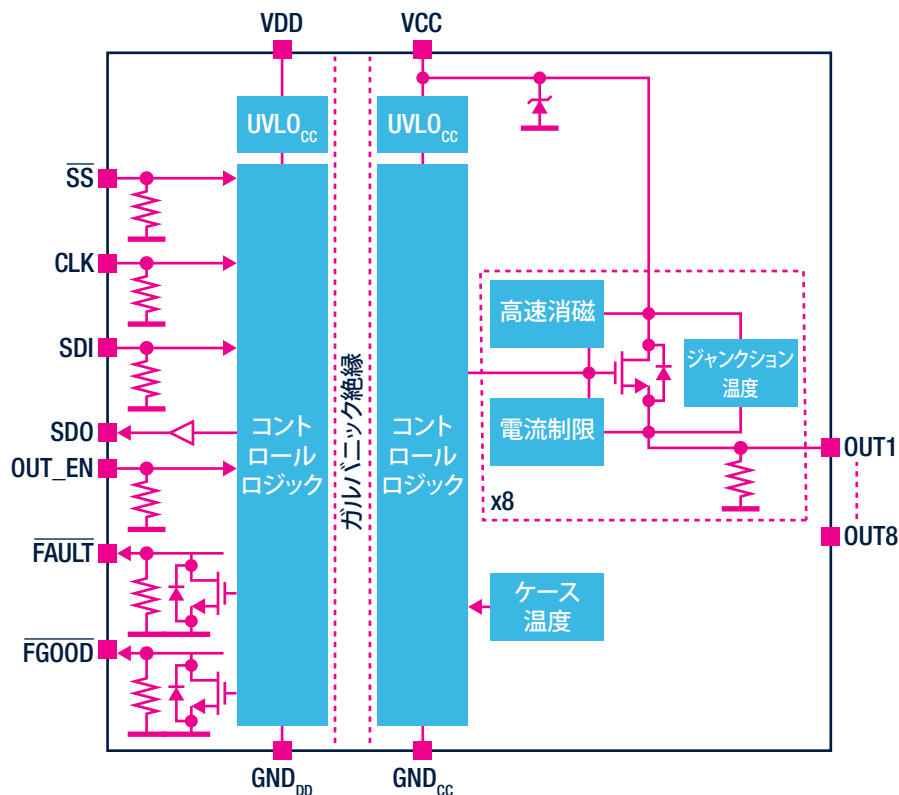 VDD
VCC
UVLOCC
UVLOCC
SS
CLK
SDI
SDO
OUT_EN
FAULT
FGOOD
コント
ロール
ロジック
ガルバニック絶縁
コント
ロール
ロジック
高速消磁
電流制限
ジャンクション
温度
x8
OUT1
OUT8
ケース
温度
GNDDD
GNDCC